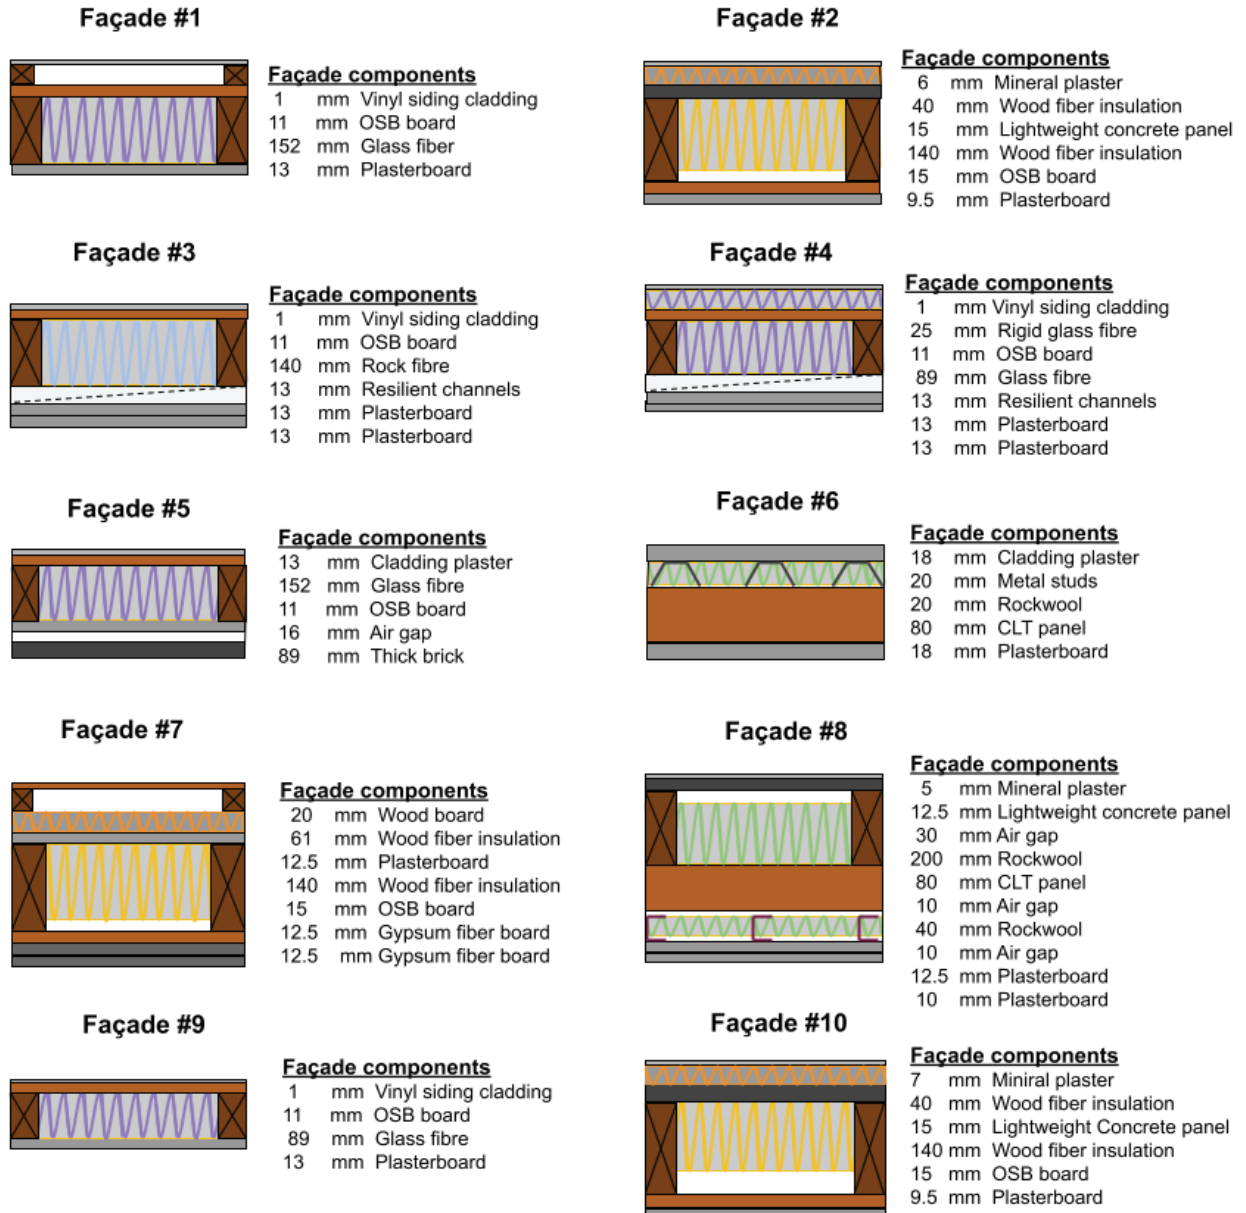 Façade #1
Façade components
1 mm Vinyl siding cladding
11 mm OSB board
152 mm Glass fiber
13 mm Plasterboard
Façade #2
Façade components
6 mm Mineral plaster
40 mm Wood fiber insulation
15 mm Lightweight concrete panel
140 mm Wood fiber insulation
15 mm OSB board
9.5 mm Plasterboard
Façade #3
Façade components
1 mm Vinyl siding cladding
11 mm OSB board
140 mm Rock fibre
13 mm Resilient channels
13 mm Plasterboard
13 mm Plasterboard
Façade #4
Façade components
1 mm Vinyl siding cladding
25 mm Rigid glass fibre
11 mm OSB board
89 mm Glass fibre
13 mm Resilient channels
13 mm Plasterboard
13 mm Plasterboard
Façade #5
Façade components
13 mm Cladding plaster
152 mm Glass fibre
11 mm OSB board
16 mm Air gap
89 mm Thick brick
Façade #6
Façade components
18 mm Cladding plaster
20 mm Metal studs
20 mm Rockwool
80 mm CLT panel
18 mm Plasterboard
Façade #7
Façade components
20 mm Wood board
61 mm Wood fiber insulation
12.5 mm Plasterboard
140 mm Wood fiber insulation
15 mm OSB board
12.5 mm Gypsum fiber board
12.5 mm Gypsum fiber board
Façade #8
Façade components
5 mm Mineral plaster
12.5 mm Lightweight concrete panel
30 mm Air gap
200 mm Rockwool
80 mm CLT panel
10 mm Air gap
40 mm Rockwool
10 mm Air gap
12.5 mm Plasterboard
10 mm Plasterboard
Façade #9
Façade components
1 mm Vinyl siding cladding
11 mm OSB board
89 mm Glass fibre
13 mm Plasterboard
Façade #10
Façade components
7 mm Miniral plaster
40 mm Wood fiber insulation
15 mm Lightweight Concrete panel
140 mm Wood fiber insulation
15 mm OSB board
9.5 mm Plasterboard